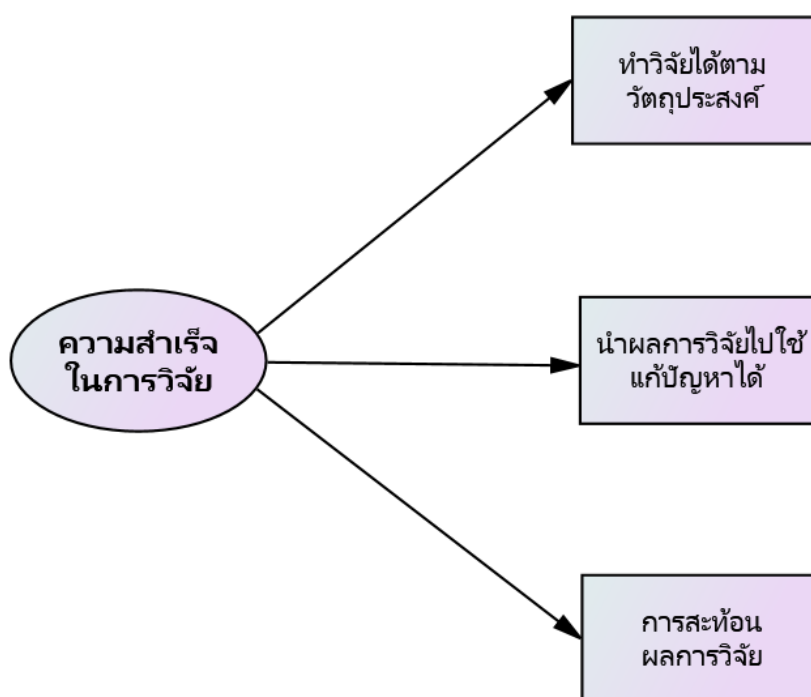 ทำวิจัยได้ตาม
วัตถุประสงค์
ความสำเร็จ
ในการวิจัย
นำผลการวิจัยไปใช้
แก้ปัญหาได้
การสะท้อน
ผลการวิจัย